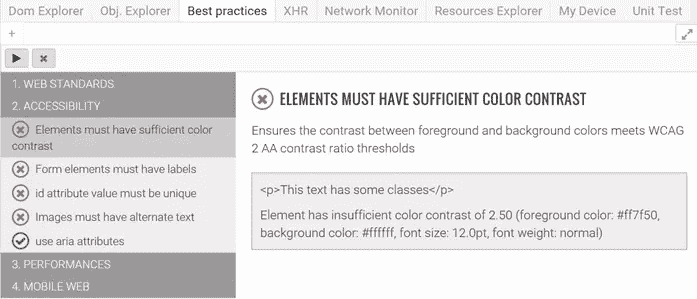 Dom Explorer Obj. Explorer Best practices XHR Network Monitor Resources Explorer My Device Unit Test
+
1. WEB STANDARDS
2. ACCESSIBILITY
Elements must have sufficient color
contrast
Form elements must have labels
id attribute value must be unique
Images must have alternate text
use aria attributes
3. PERFORMANCES
4. MOBILE WEB
ELEMENTS MUST HAVE SUFFICIENT COLOR CONTRAST
Ensures the contrast between foreground and background colors meets WCAG
2 AA contrast ratio thresholds
<p>This text has some classes</p>
Element has insufficient color contrast of 2.50 (foreground color: #ff7f50,
background color: #ffffff, font size: 12.0pt, font weight: normal)